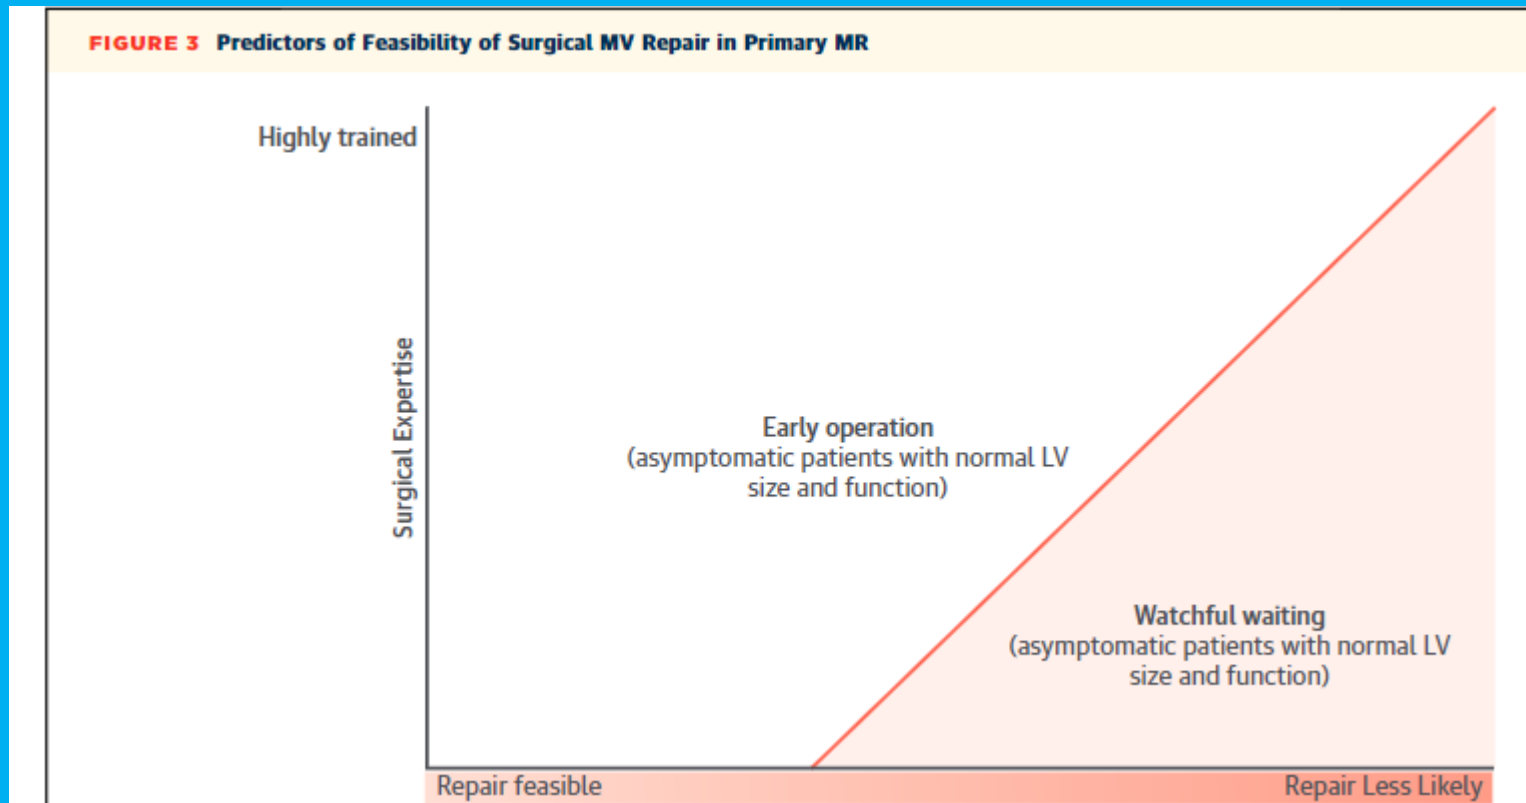 FIGURE 3 Predictors of Feasibility of Surgical MV Repair in Primary MR
Highly trained
Surgical Expertise
Early operation
(asymptomatic patients with normal LV
size and function)
Watchful waiting
(asymptomatic patients with normal LV
size and function)
Repair feasible
Repair Less Likely